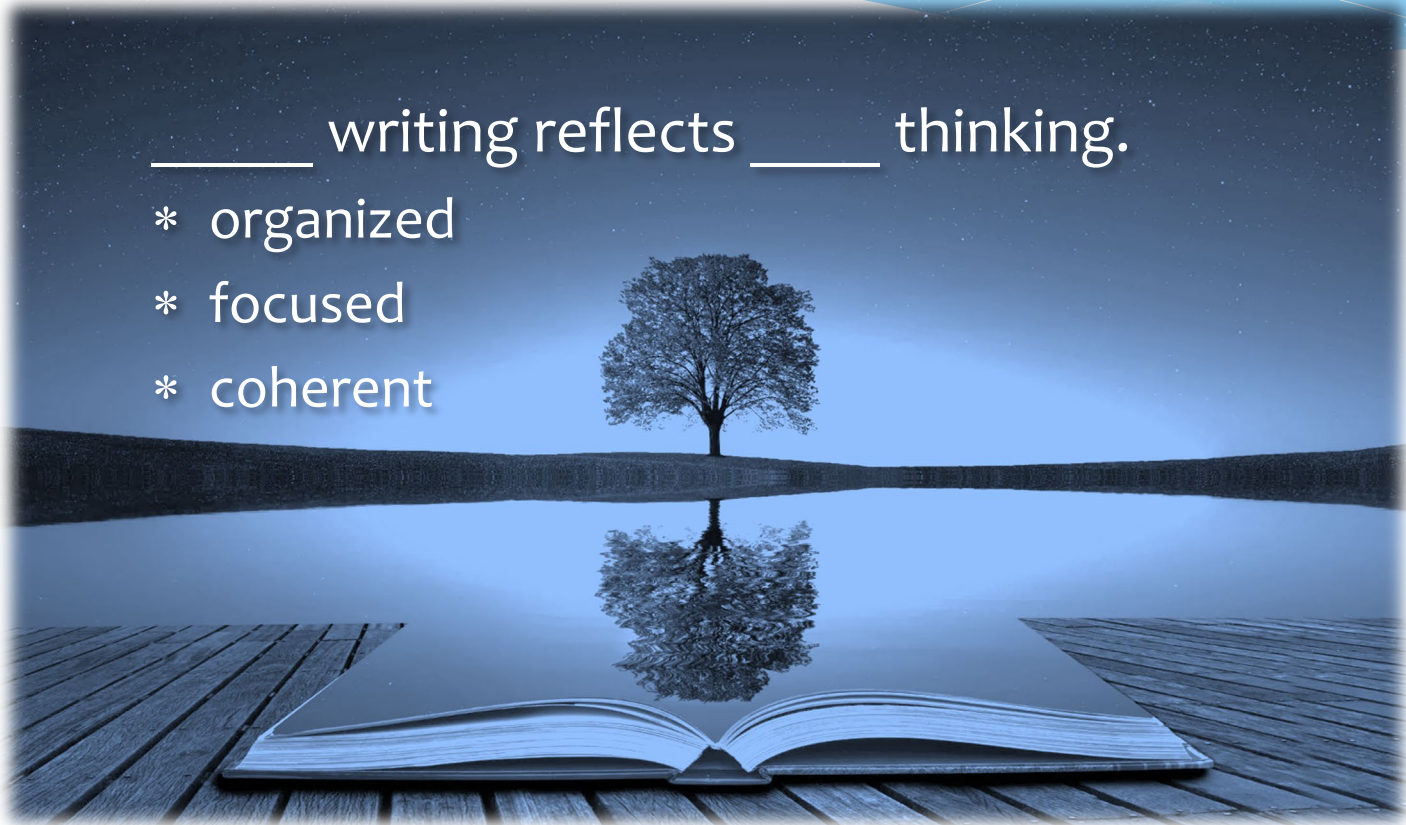 _____ writing reflects ____ thinking.
* organized
* focused
* coherent